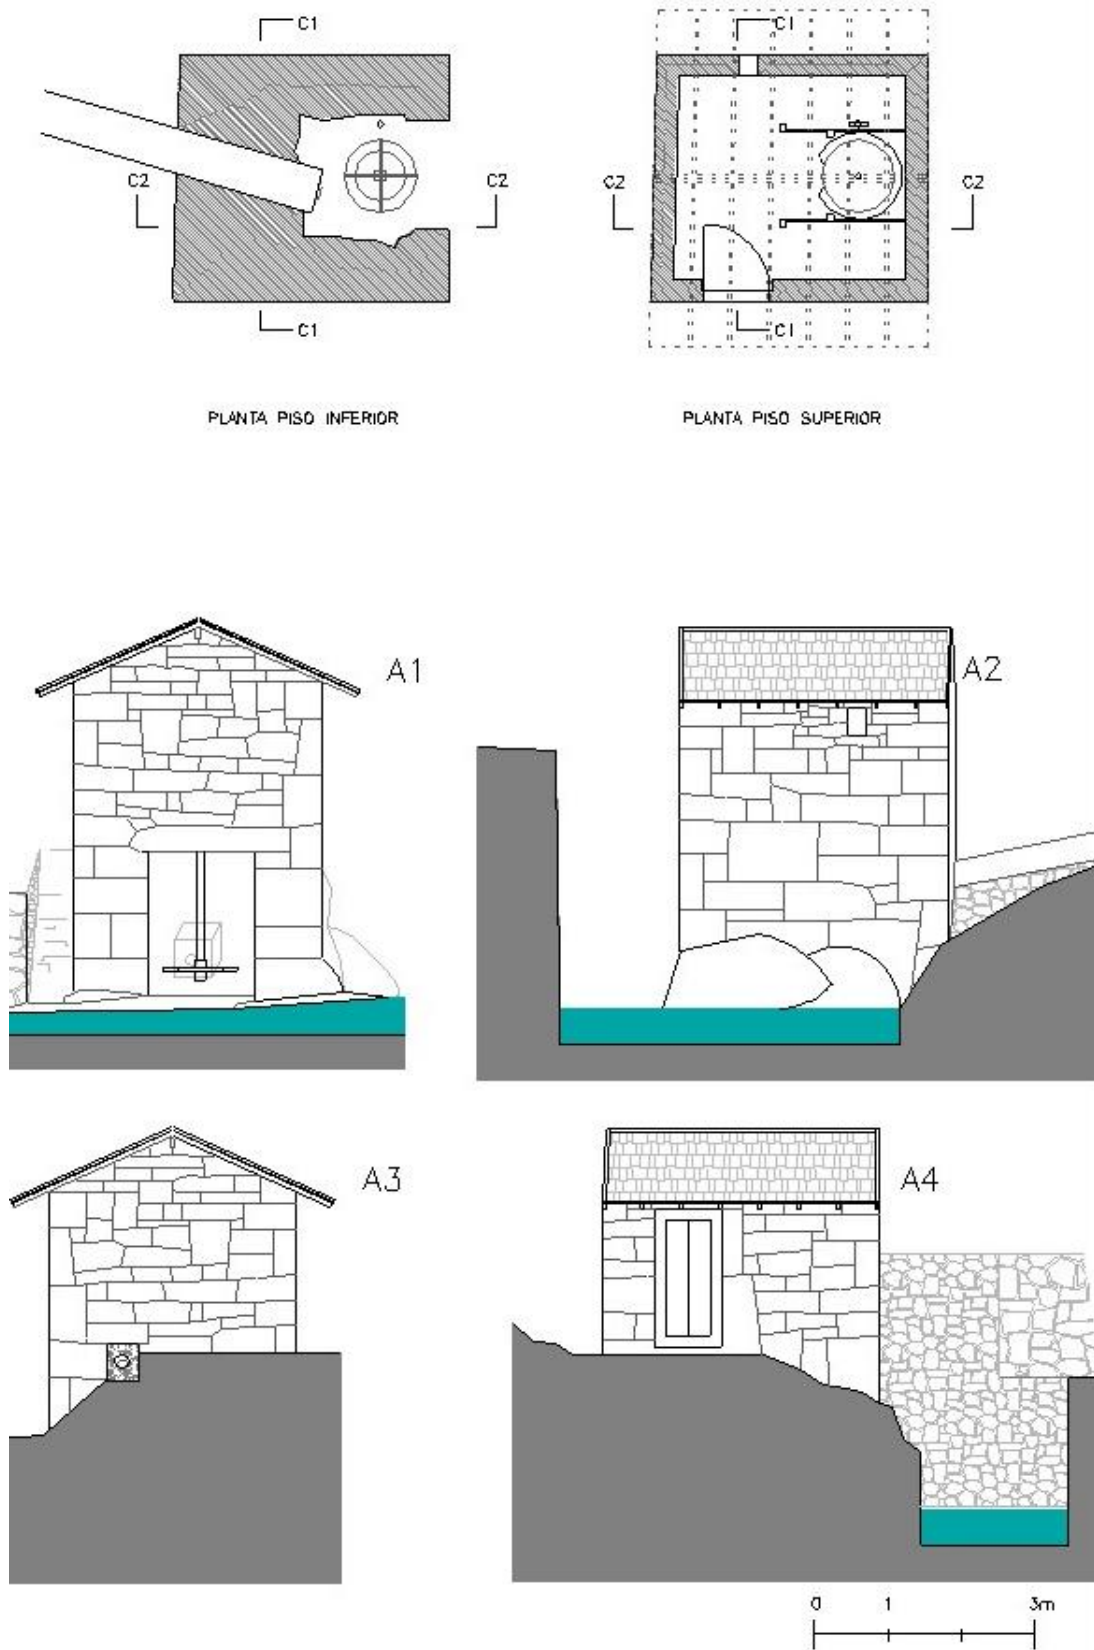 C1 C1
C2 C2 C2 C2
C1 C1
PLANTA PISO INFERIOR PLANTA PISO SUPERIOR
A1 A2
A3 A4
0 1 3m